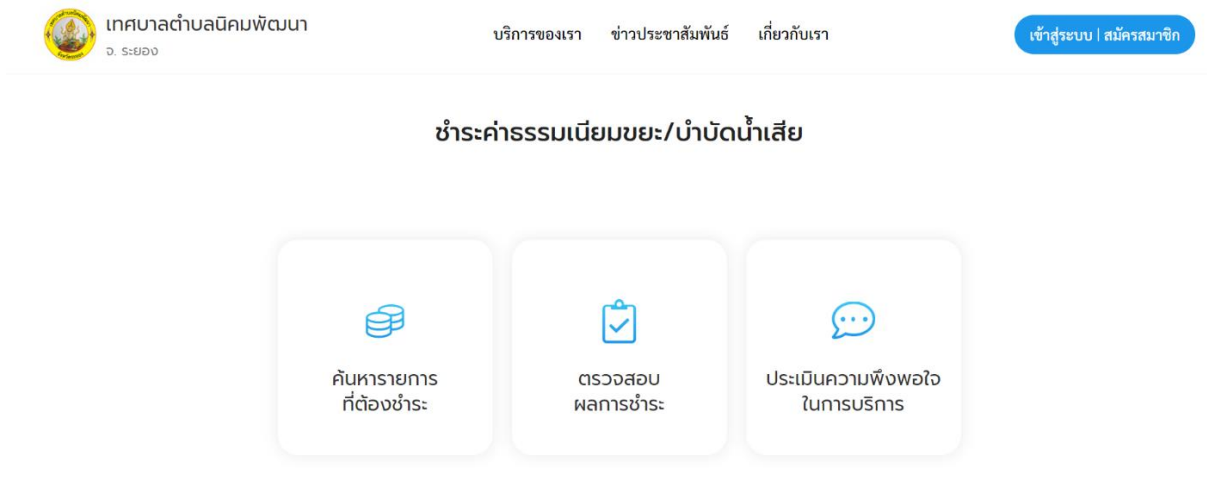 เทศบาลตำบลนิคมพัฒนา
จ. ระยอง
บริการของเรา ข่าวประชาสัมพันธ์ เกี่ยวกับเรา
เข้าสู่ระบบ | สมัครสมาชิก
ชำระค่าธรรมเนียมขยะ/บำบัดน้ำเสีย
ค้นหารายการ
ที่ต้องชำระ
ตรวจสอบ
ผลการชำระ
ประเมินความพึงพอใจ
ในการบริการ